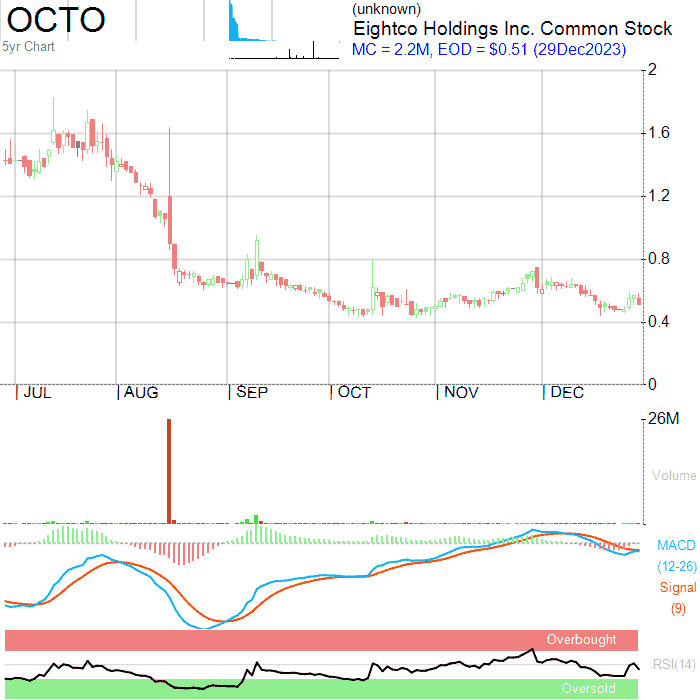 OCTO
5yr Chart
(unknown)
Eightco Holdings Inc. Common Stock
MC = 2.2M, EOD = $0.51 (29Dec2023)
2
1.6
1.2
0.8
0.4
0
JUL AUG SEP OCT NOV DEC
26M
Volume
MACD
(12-26)
Signal
(9)
Overbought
RSI(14)
Oversold